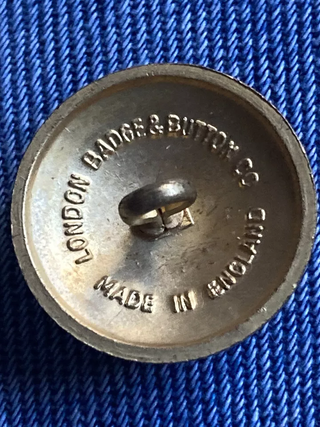 LONDON BADGE & BUTTON CO
MADE IN ENGLAND